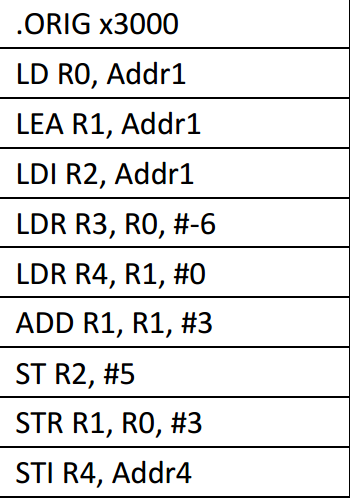 .ORIG x3000
LD R0, Addr1
LEA R1, Addr1
LDI R2, Addr1
LDR R3, R0, #-6
LDR R4, R1, #0
ADD R1, R1, #3
ST R2, #5
STR R1, R0, #3
STI R4, Addr4